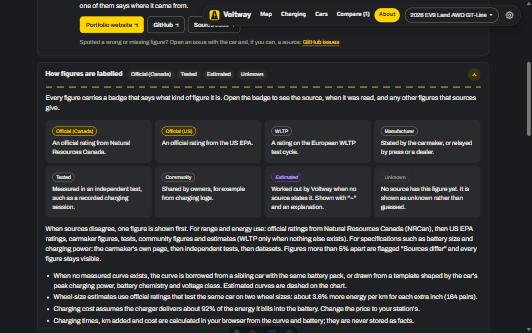 one of them says where it came from.
Voltway Map Charging Cars Compare (1) About 2026 EV9 Land AWD GT-Line
Portfolio website GitHub
Spotted a wrong or missing figure? Open an issue with the car and, if you can, a source: GitHub Issues
How figures are labelled Official (Canada) Tested Estimated Unknown
Every figure carries a badge that says what kind of figure it is. Open the badge to see the source, when it was read, and any other figures that sources
give.
Official (Canada)
An official rating from Natural
Resources Canada.
Official (US)
An official rating from the US EPA.
WLTP
A rating on the European WLTP
test cycle.
Manufacturer
Stated by the carmaker, or relayed
by press or a dealer.
Tested
Measured in an independent test,
such as a recorded charging
session.
Community
Shared by owners, for example
from charging logs.
Estimated
Worked out by Voltway when no
source states it. Shown with "~"
and an explanation.
Unknown
No source has this figure yet. It is
shown as unknown rather than
guessed.
When sources disagree, one figure is shown first. For range and energy use: official ratings from Natural Resources Canada (NRCan), then US EPA
ratings, carmaker figures, tests, community figures and estimates (WLTP only when nothing else exists). For specifications such as battery size and
charging power: the carmaker's own page, then independent tests, then datasets. Figures more than 5% apart are flagged "Sources differ" and every
figure stays visible.
• When no measured curve exists, the curve is borrowed from a sibling car with the same battery pack, or drawn from a template shaped by the car's
peak charging power, battery chemistry and voltage class. Estimated curves are dashed on the chart.
• Wheel-size estimates use official ratings that test the same car on two wheel sizes: about 3.6% more energy per km for each extra inch (164 pairs).
• Charging cost assumes the charger delivers about 92% of the energy it bills into the battery. Change the price to your station's.
• Charging times, km added and cost are calculated in your browser from the curve and battery; they are never stored as facts.